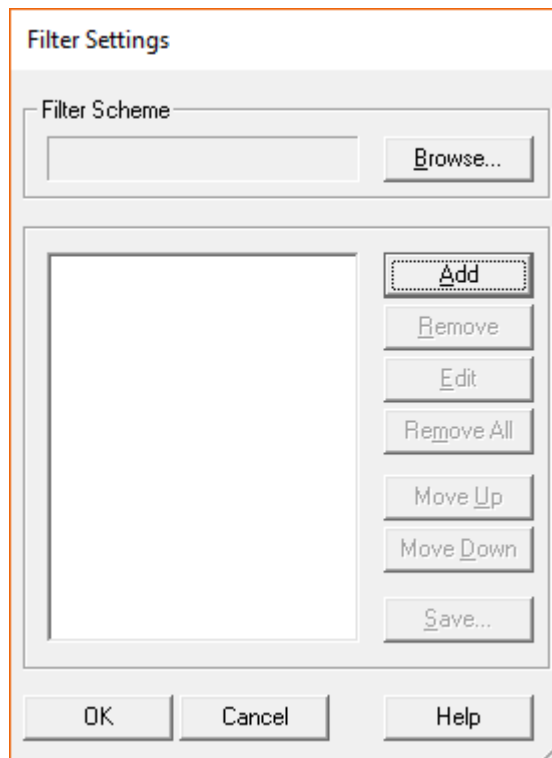 Filter Settings
Filter Scheme
Browse...
Add
Remove
Edit
Remove All
Move Up
Move Down
Save...
OK
Cancel
Help